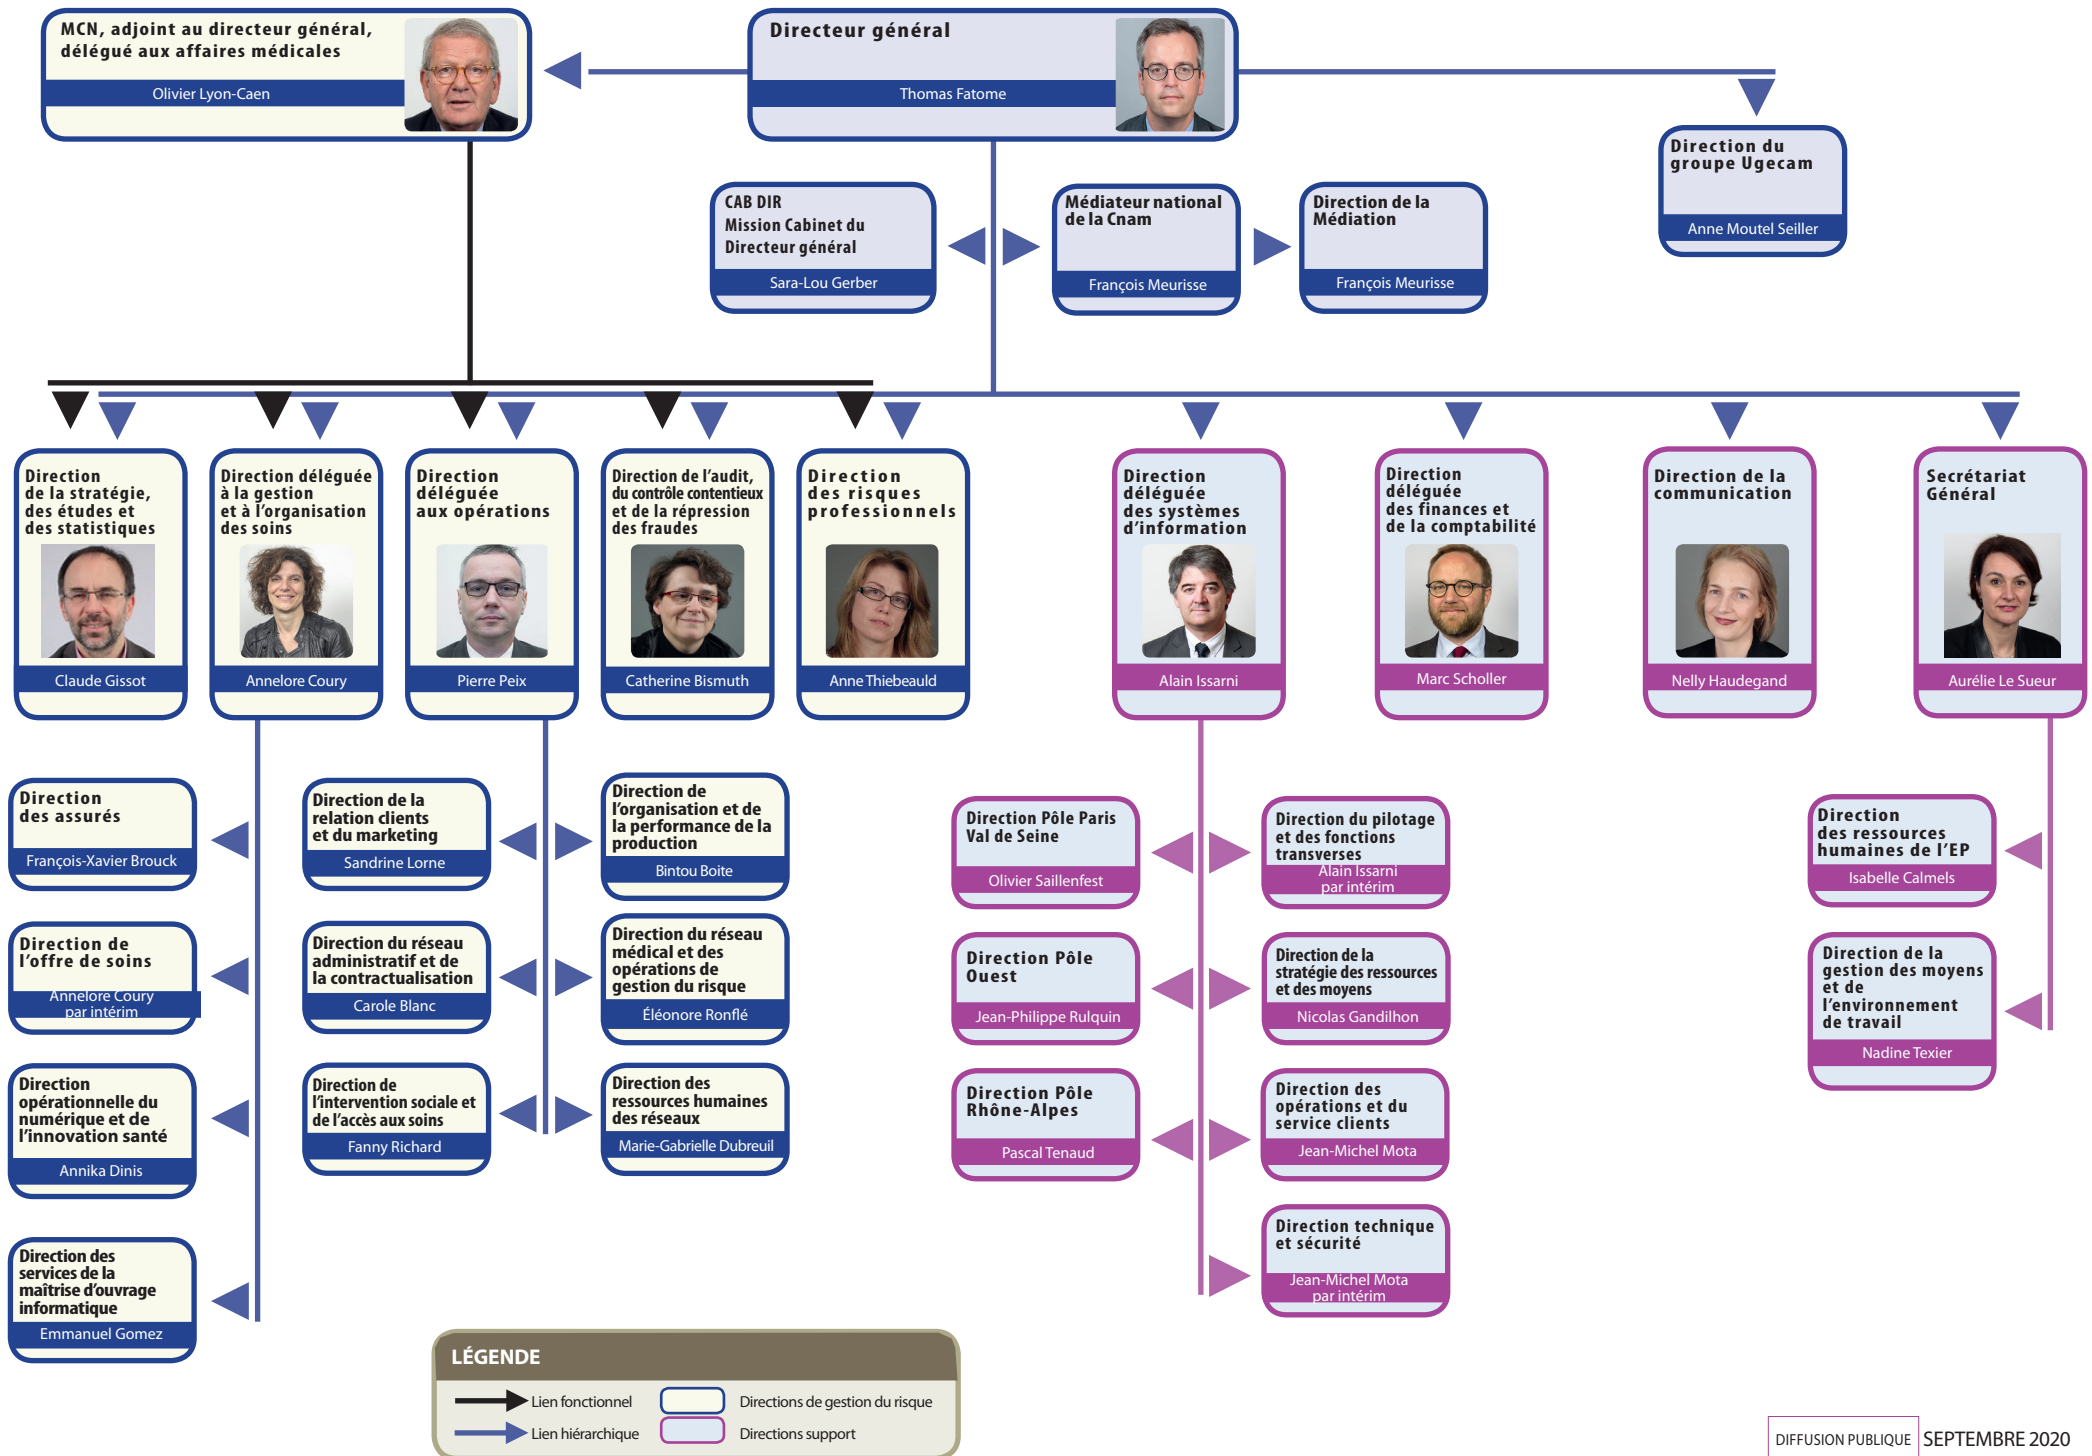 MCN, adjoint au directeur général,
délégué aux affaires médicales
Olivier Lyon-Caen
Directeur général
Thomas Fatome
Direction du
groupe Ugecam
Anne Moutel Seiller
CAB DIR
Mission Cabinet du
Directeur général
Sara-Lou Gerber
Médiateur national
de la Cnam
François Meurisse
Direction de la
Médiation
François Meurisse
Direction
de la stratégie,
des études et
des statistiques
Claude Gissot
Direction déléguée
à la gestion
et à l'organisation
des soins
Annelore Coury
Direction
déléguée
aux opérations
Pierre Peix
Direction de l'audit,
du contrôle contentieux
et de la répression
des fraudes
Catherine Bismuth
Direction
des risques
professionnels
Anne Thiebeauld
Direction
déléguée
des systèmes
d'information
Alain Issarni
Direction
déléguée
des finances et
de la comptabilité
Marc Scholler
Direction de la
communication
Nelly Haudegand
Secrétariat
Général
Aurélie Le Sueur
Direction
des assurés
François-Xavier Brouck
Direction de
l'offre de soins
Annelore Coury
par intérim
Direction
opérationnelle du
numérique et de
l'innovation santé
Annika Dinis
Direction des
services de la
maîtrise d'ouvrage
informatique
Emmanuel Gomez
Direction de la
relation clients
et du marketing
Sandrine Lorne
Direction du réseau
administratif et de
la contractualisation
Carole Blanc
Direction de
l'intervention sociale et
de l'accès aux soins
Fanny Richard
Direction de
l'organisation et de
la performance de la
production
Bintou Boite
Direction du réseau
médical et des
opérations de
gestion du risque
Éléonore Ronflé
Direction des
ressources humaines
des réseaux
Marie-Gabrielle Dubreuil
Direction Pôle Paris
Val de Seine
Olivier Saillenfest
Direction Pôle
Ouest
Jean-Philippe Rulquin
Direction Pôle
Rhône-Alpes
Pascal Tenaud
Direction du pilotage
et des fonctions
transverses
Alain Issarni
par intérim
Direction de la
stratégie des ressources
et des moyens
Nicolas Gandilhon
Direction des
opérations et du
service clients
Jean-Michel Mota
Direction technique
et sécurité
Jean-Michel Mota
par intérim
Direction
des ressources
humaines de l'EP
Isabelle Calmels
Direction de la
gestion des moyens
et de
l'environnement
de travail
Nadine Texier
LÉGENDE
Lien fonctionnel
Directions de gestion du risque
Lien hiérarchique
Directions support
DIFFUSION PUBLIQUE
SEPTEMBRE 2020